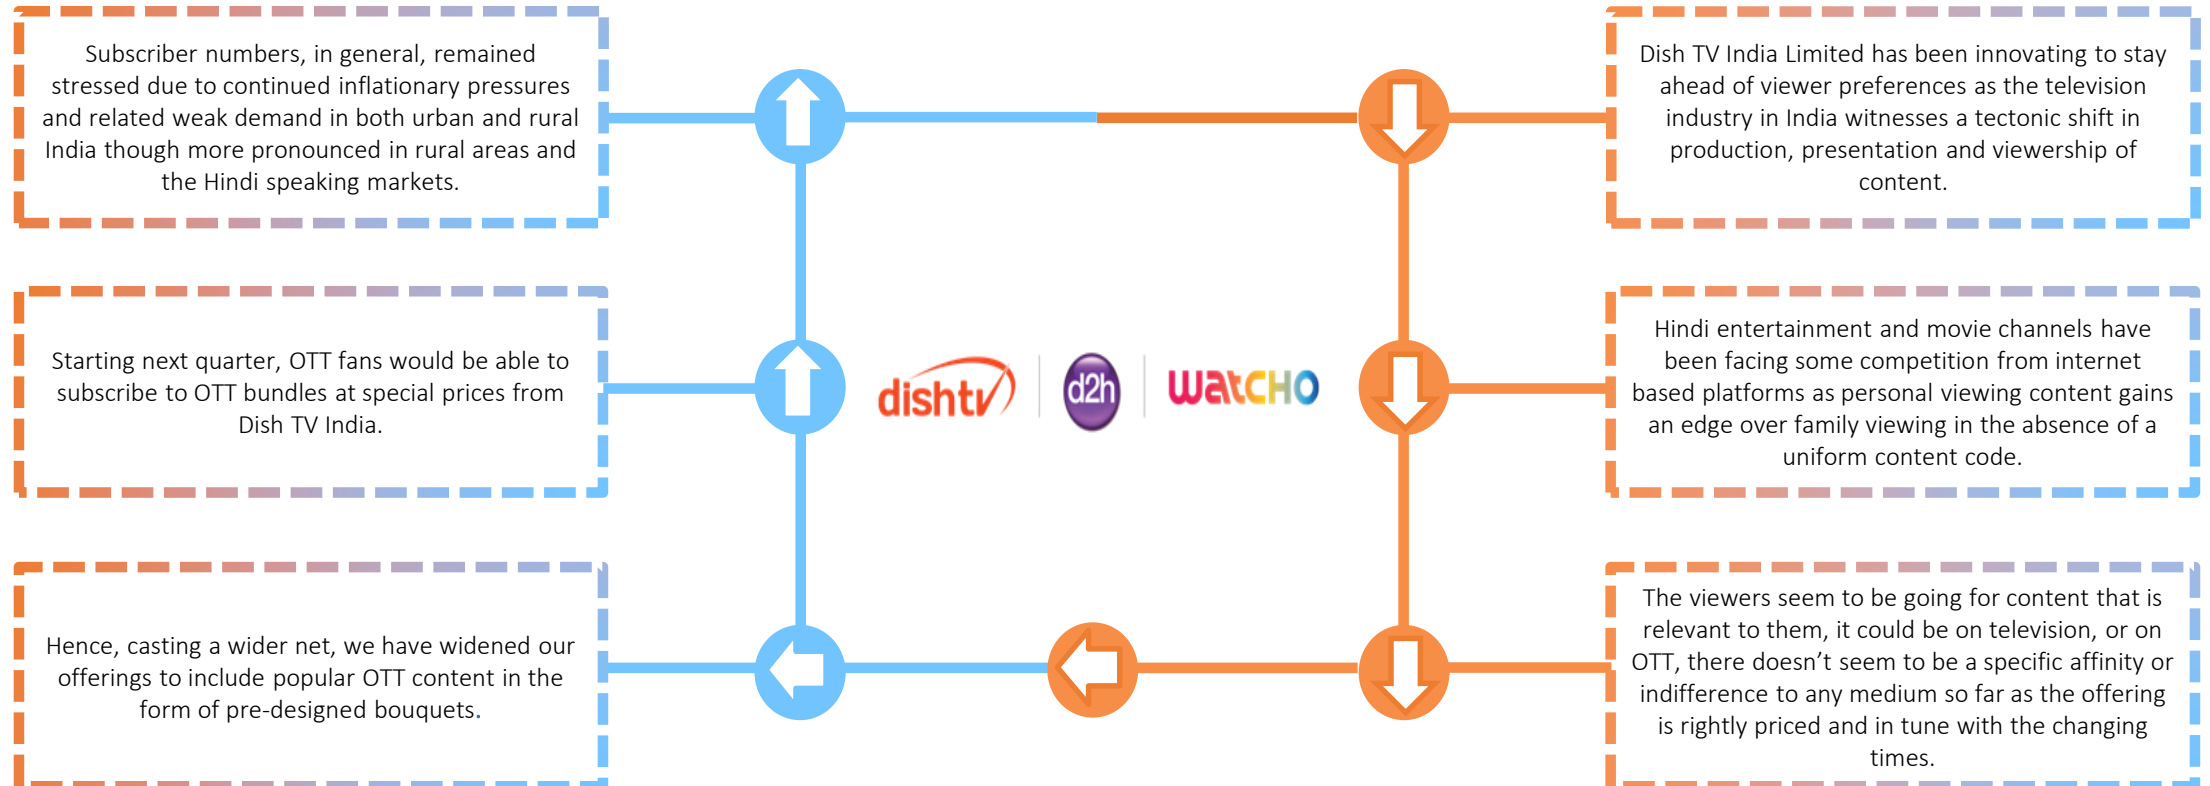 Subscriber numbers, in general, remained
stressed due to continued inflationary pressures
and related weak demand in both urban and rural
India though more pronounced in rural areas and
the Hindi speaking markets.
Starting next quarter, OTT fans would be able to
subscribe to OTT bundles at special prices from
Dish TV India.
Hence, casting a wider net, we have widened our
offerings to include popular OTT content in the
form of pre-designed bouquets.
dishtv
d2h
WatCHO
Dish TV India Limited has been innovating to stay
ahead of viewer preferences as the television
industry in India witnesses a tectonic shift in
production, presentation and viewership of
content.
Hindi entertainment and movie channels have
been facing some competition from internet
based platforms as personal viewing content gains
an edge over family viewing in the absence of a
uniform content code.
The viewers seem to be going for content that is
relevant to them, it could be on television, or on
OTT, there doesn’t seem to be a specific affinity or
indifference to any medium so far as the offering
is rightly priced and in tune with the changing
times.